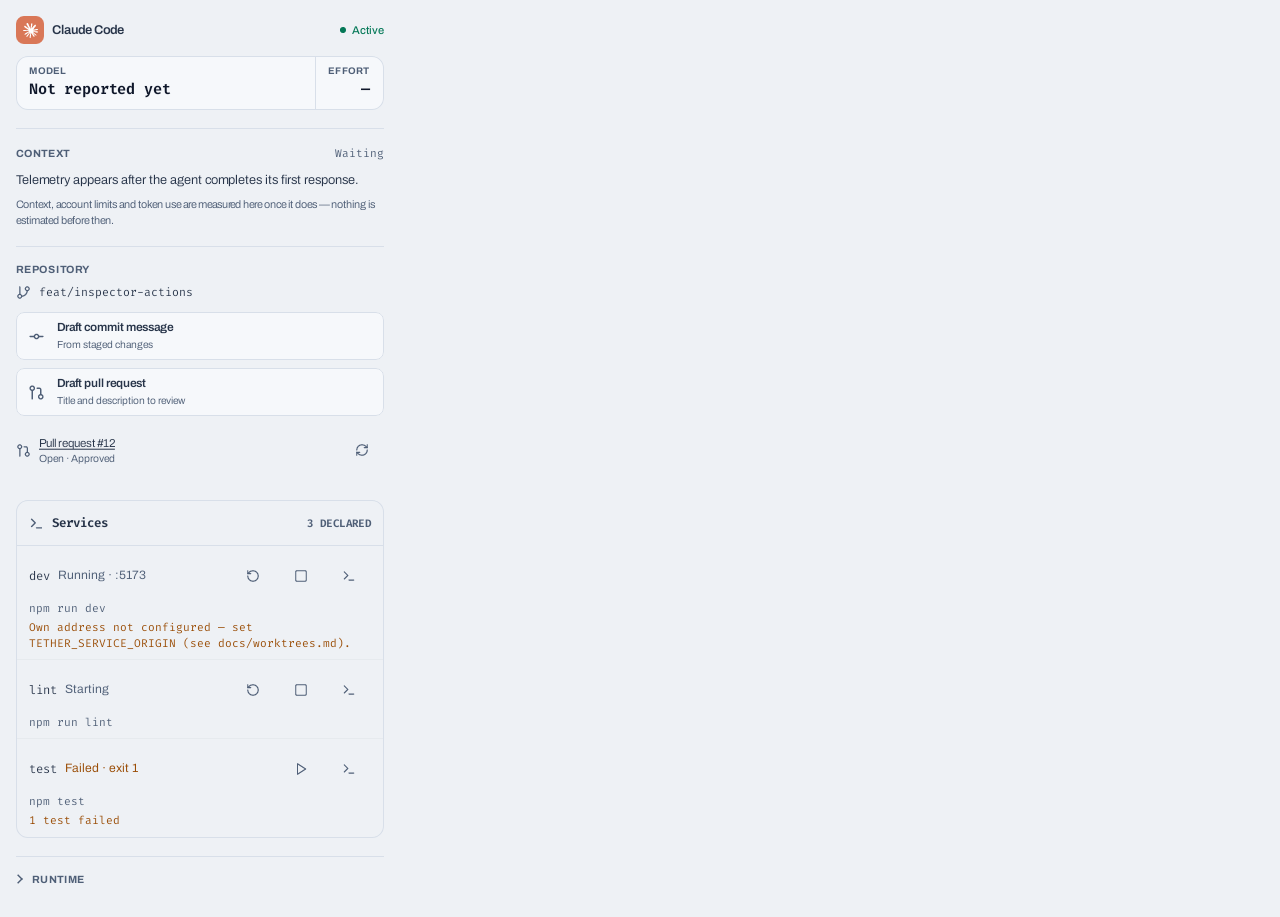 Claude Code
Active
MODEL
EFFORT
Not reported yet
—
CONTEXT
Waiting
Telemetry appears after the agent completes its first response.
Context, account limits and token use are measured here once it does — nothing is
estimated before then.
REPOSITORY
feat/inspector-actions
Draft commit message
From staged changes
Draft pull request
Title and description to review
Pull request #12
Open · Approved
Services
3 DECLARED
dev Running · :5173
npm run dev
Own address not configured — set
TETHER_SERVICE_ORIGIN (see docs/worktrees.md).
lint Starting
npm run lint
test Failed · exit 1
npm test
1 test failed
RUNTIME